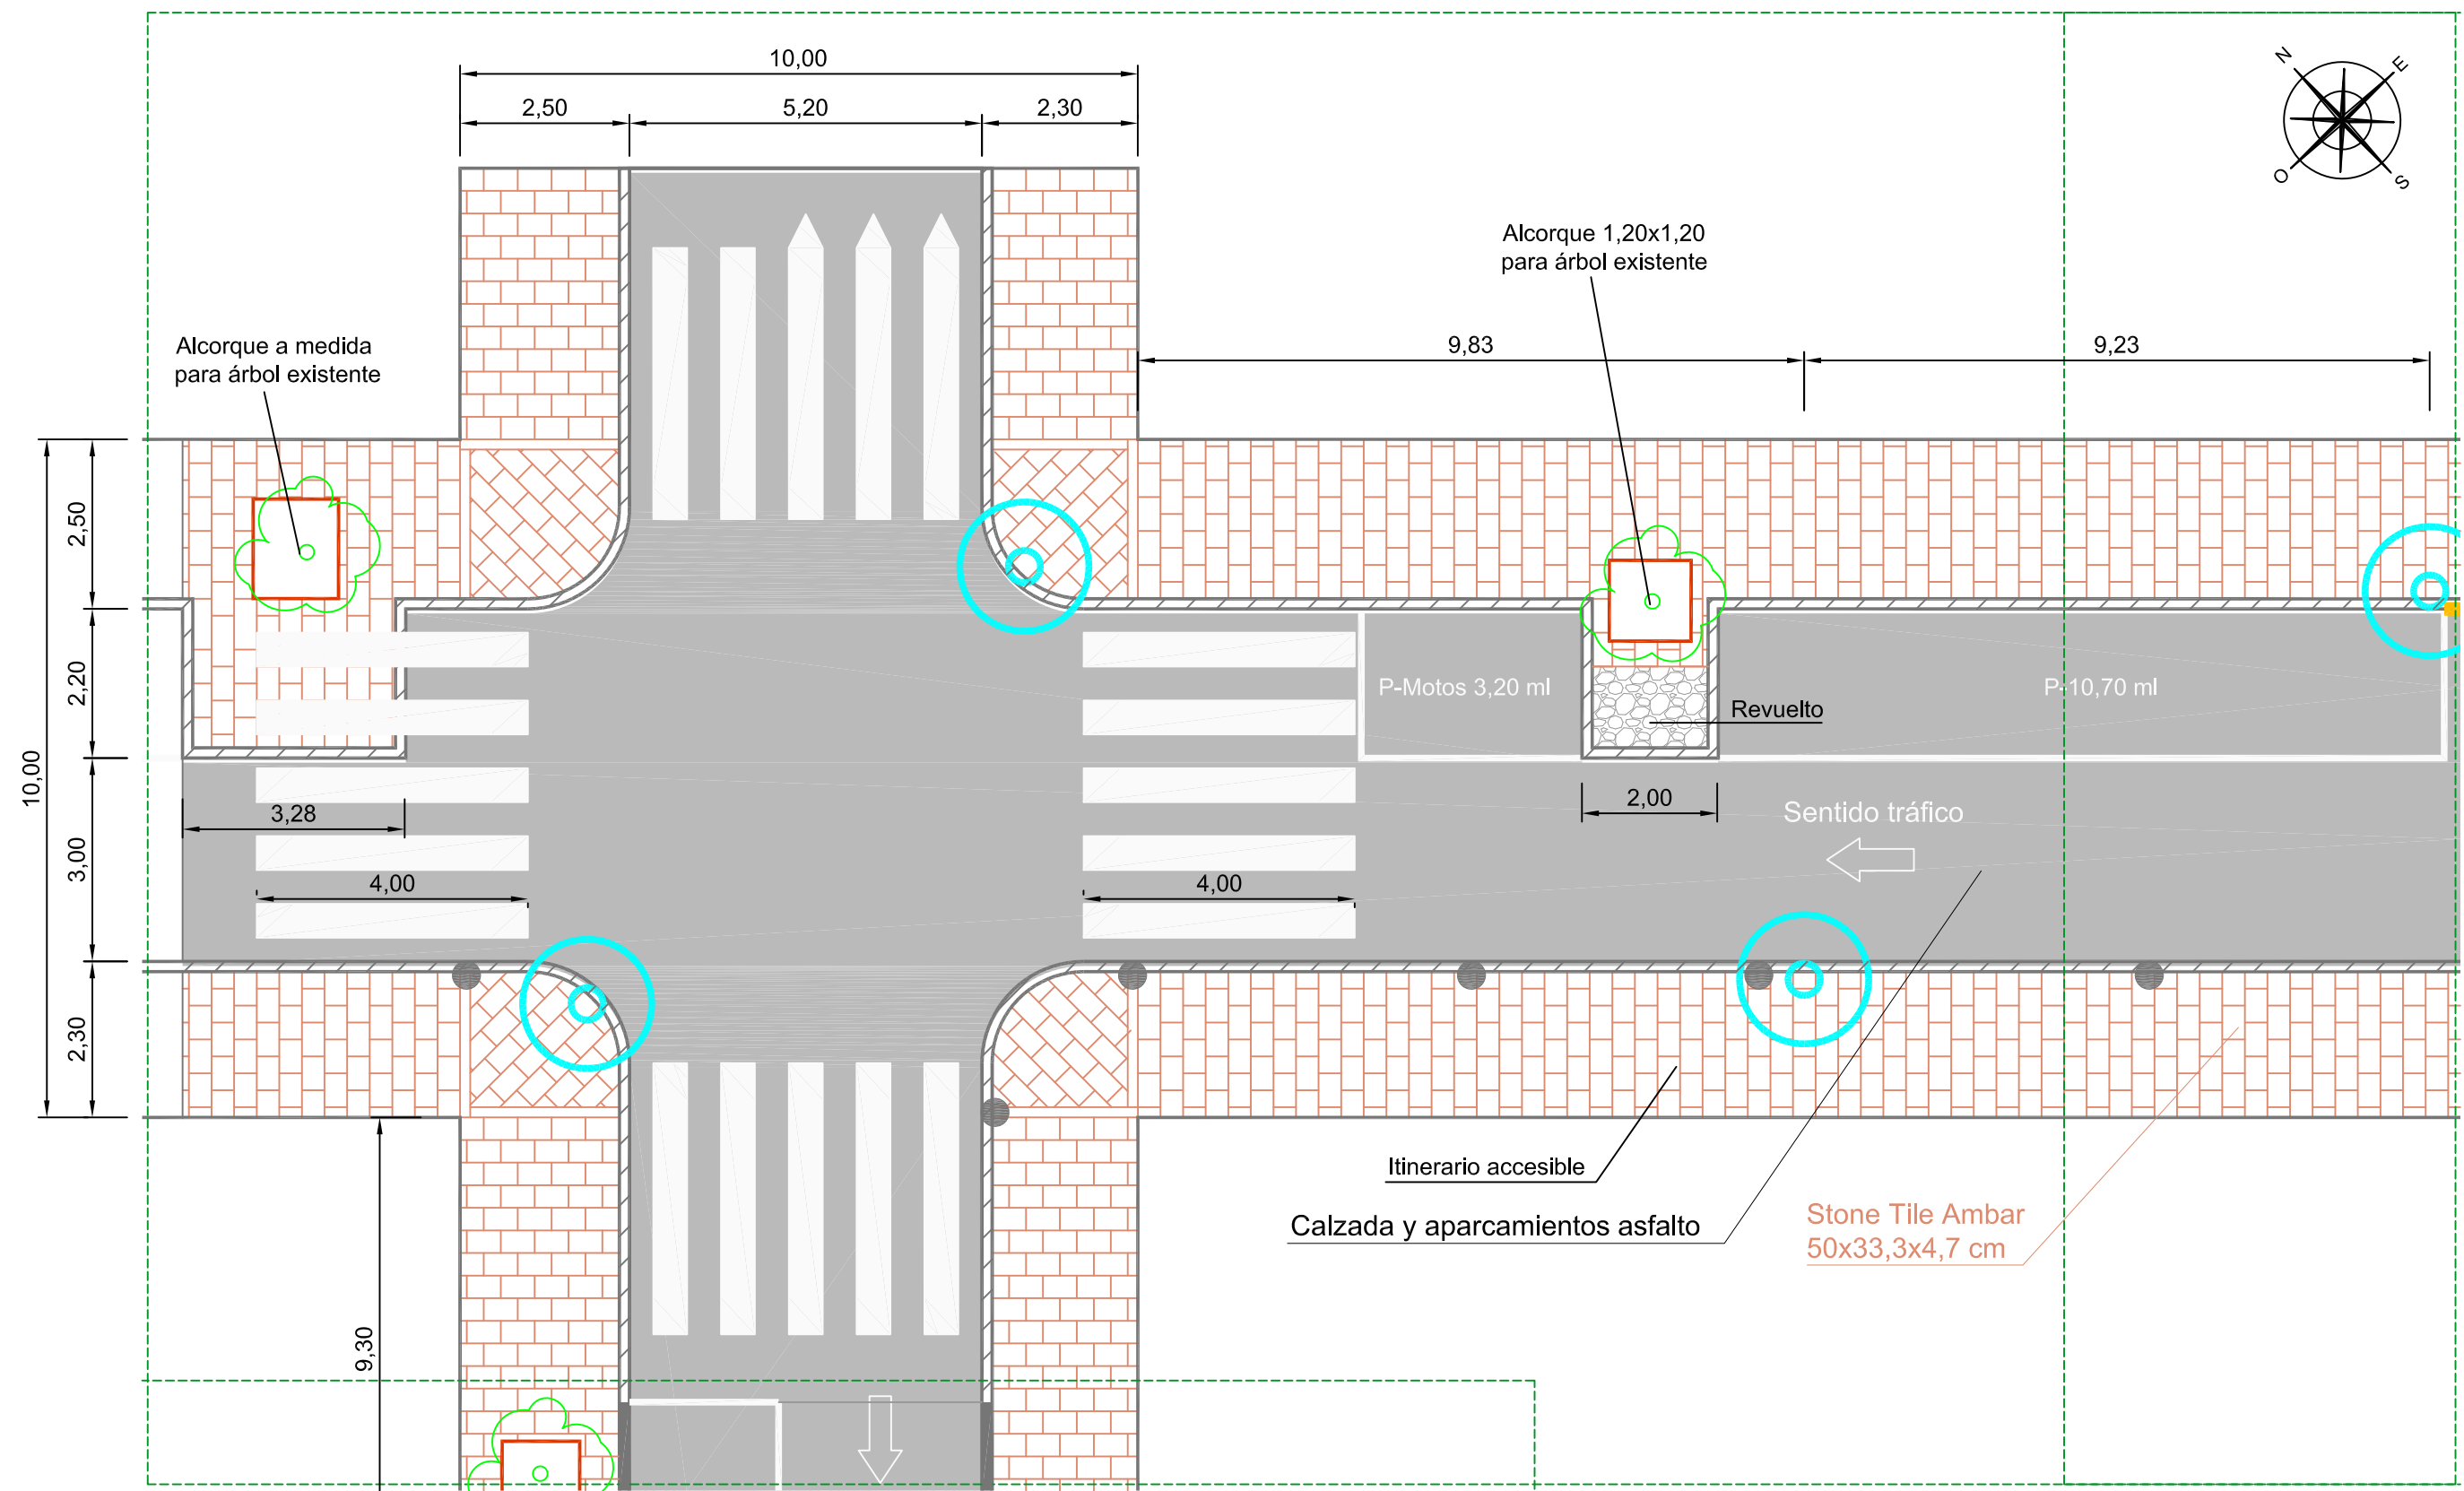 10,00
2,50
5,20
2,30
N
E
O
S
Alcorque 1,20x1,20
para árbol existente
Alcorque a medida
para árbol existente
9,83
9,23
2,50
2,20
10,00
3,00
2,30
P-Motos 3,20 ml
P-10,70 ml
Revuelto
3,28
2,00
Sentido tráfico
4,00
4,00
Itinerario accesible
Calzada y aparcamientos asfalto
Stone Tile Ambar
50x33,3x4,7 cm
9,30